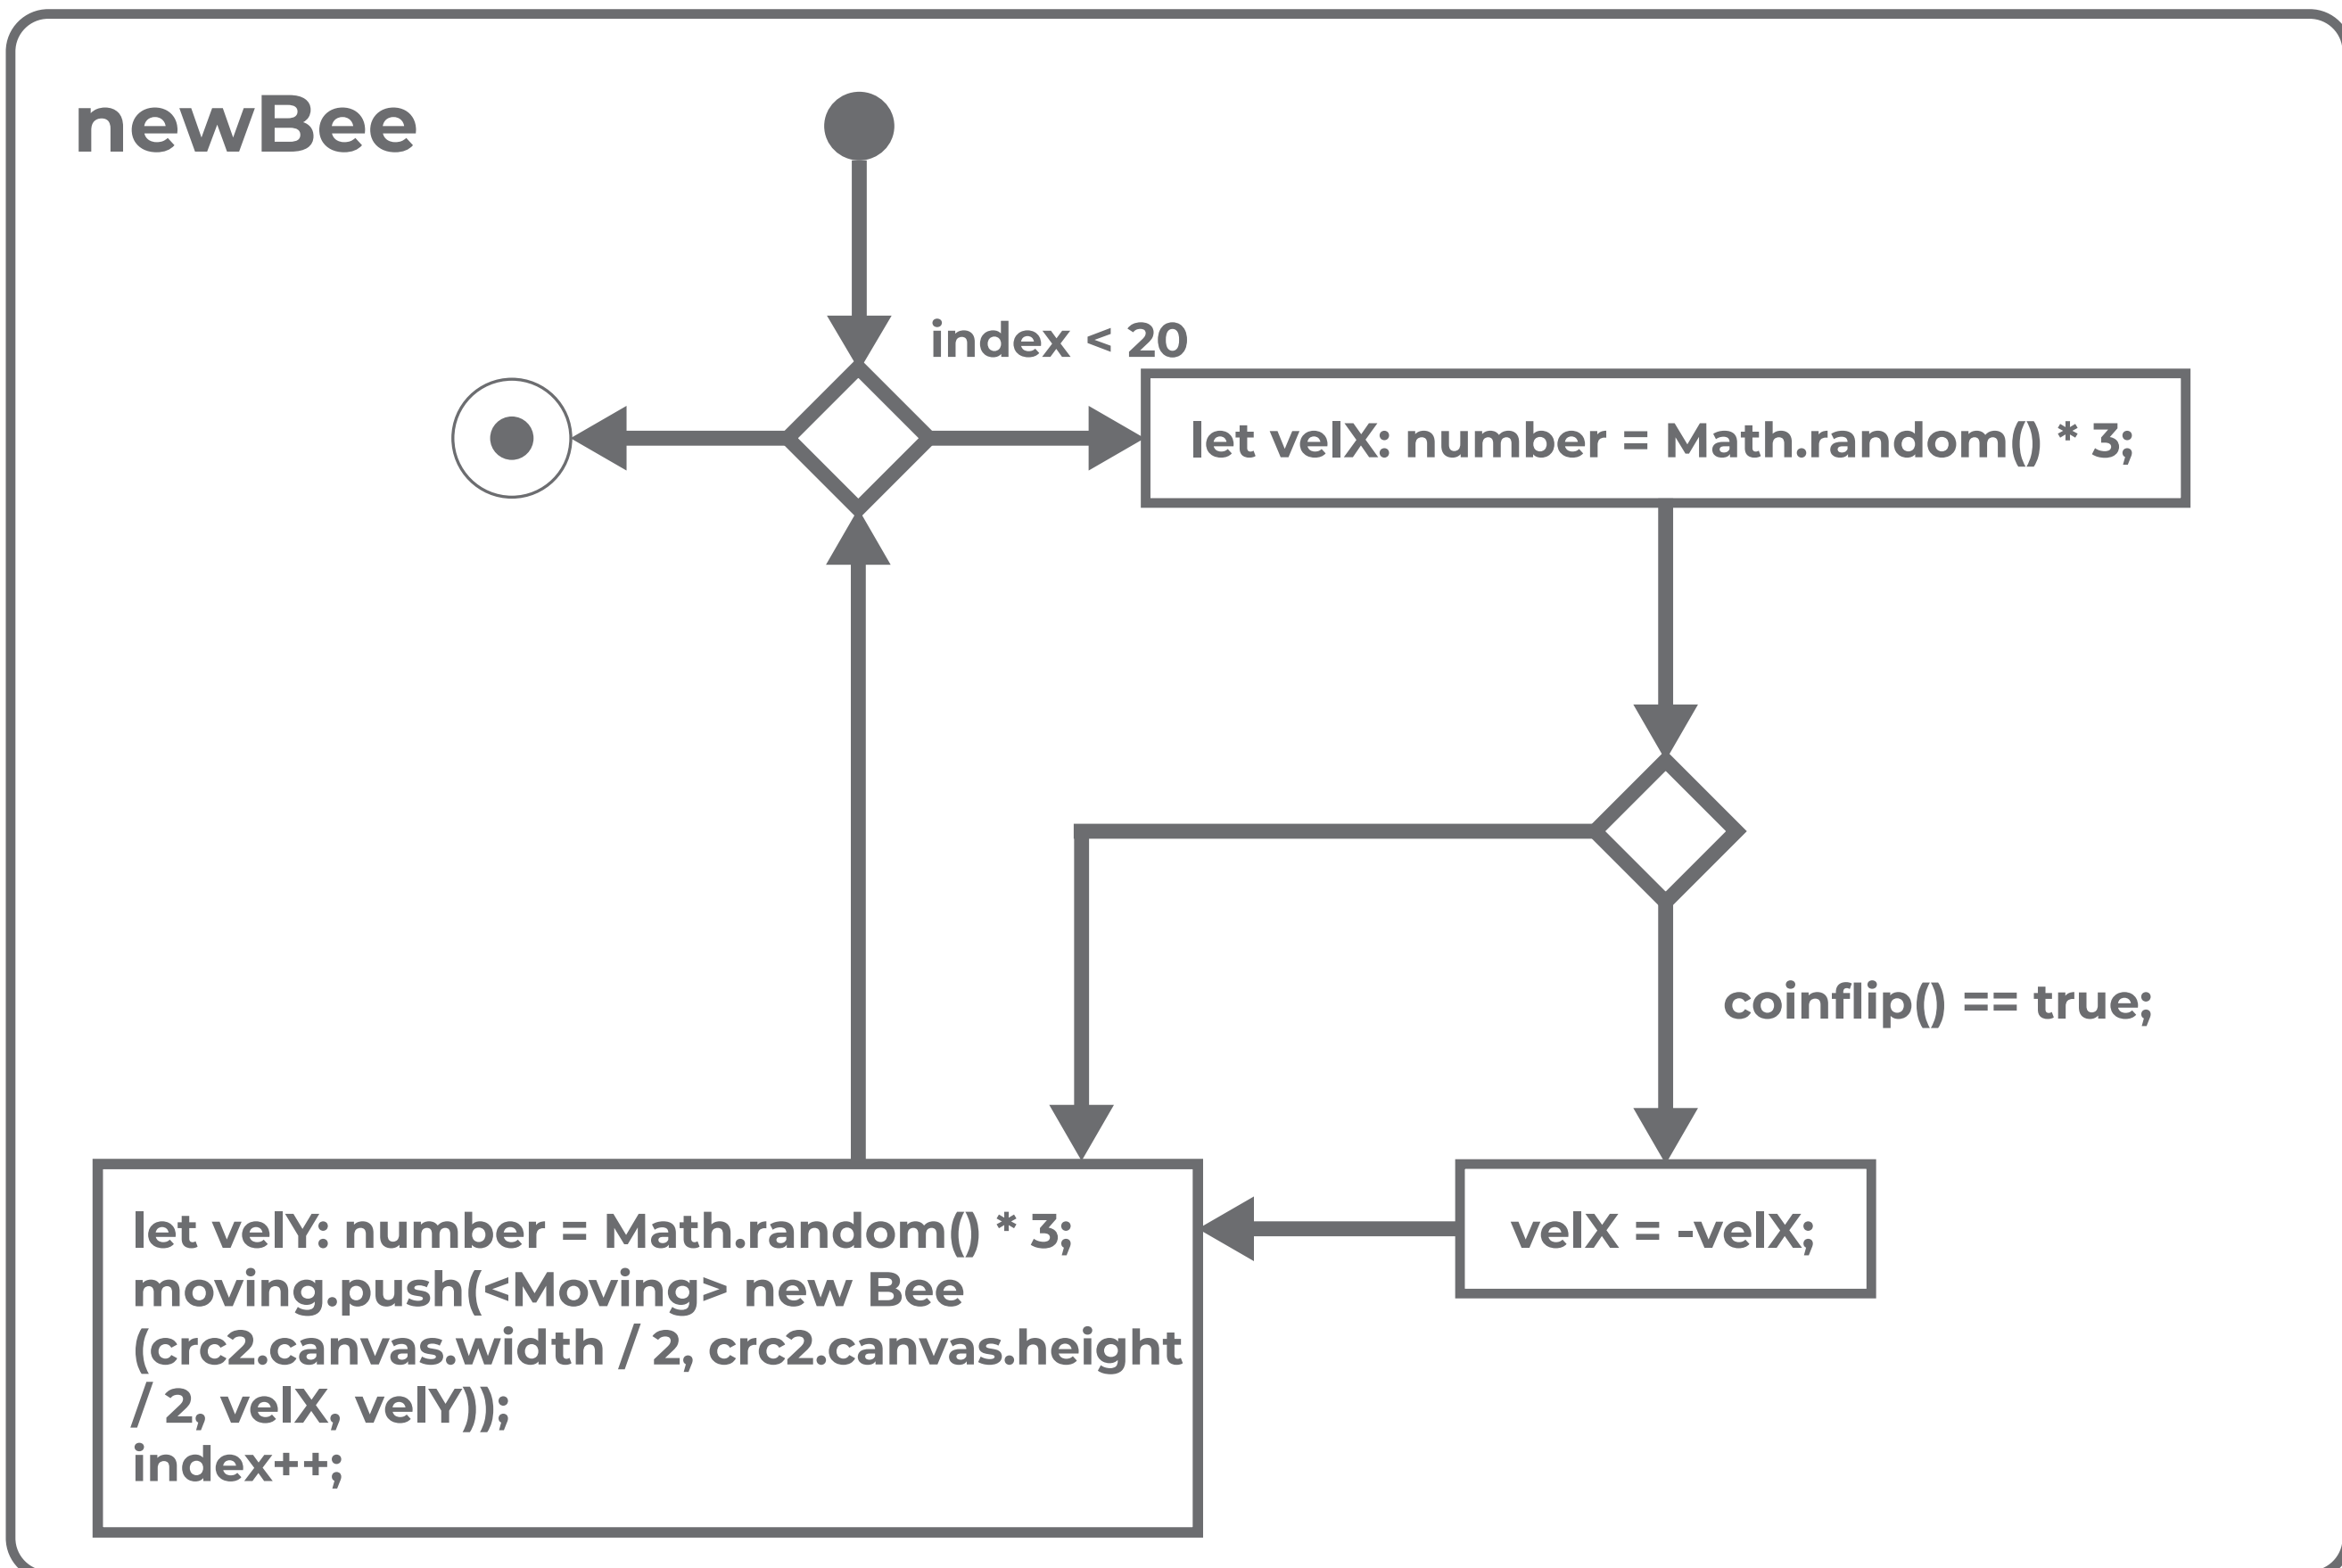 newBee
index < 20
let velX: number = Math.random() * 3;
coinflip() == true;
let velY: number = Math.random() * 3;
moving.push(<Moving> new Bee
(crc2.canvas.width / 2, crc2.canvas.height
/ 2, velX, velY));
index++;
velX = -velX;